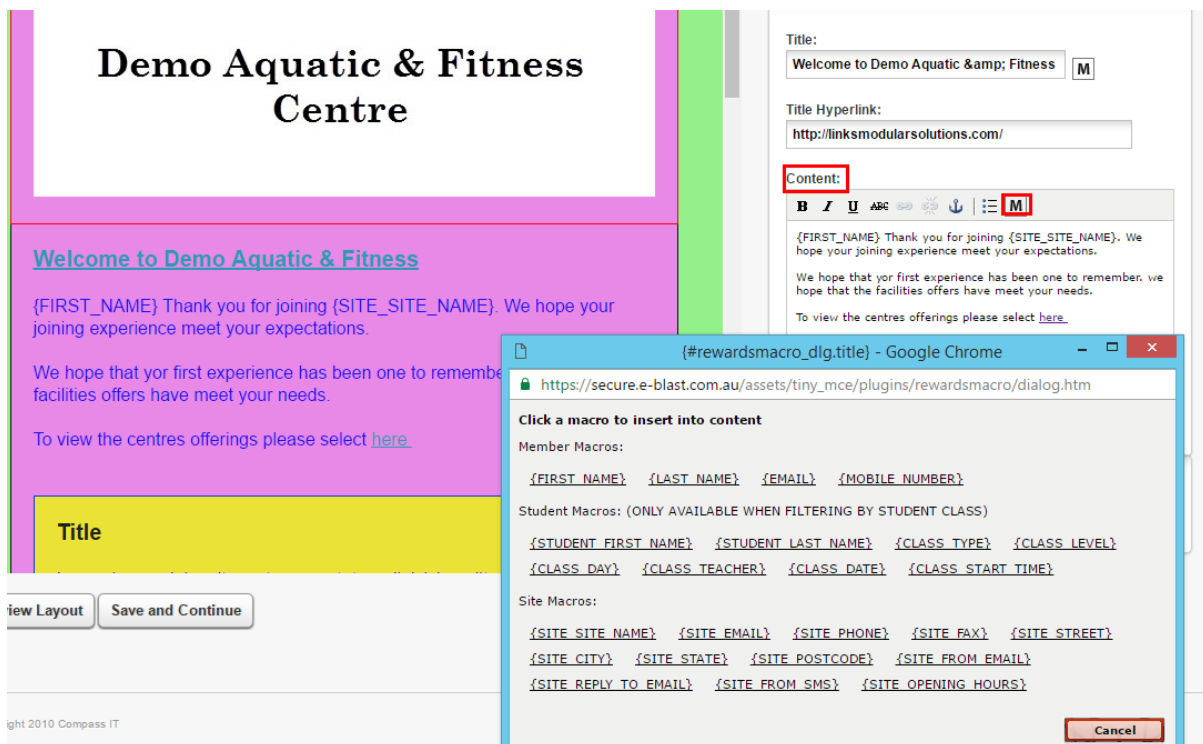 Demo Aquatic & Fitness
Centre
Welcome to Demo Aquatic & Fitness
{FIRST_NAME} Thank you for joining {SITE_SITE_NAME}. We hope your
joining experience meet your expectations.
We hope that yor first experience has been one to remembe
facilities offers have meet your needs.
To view the centres offerings please select here
Title
iew Layout
Save and Continue
ight 2010 Compass IT
Title:
Welcome to Demo Aquatic &amp; Fitness
M
Title Hyperlink:
http://linksmodularsolutions.com/
Content:
B I U ABC M
{FIRST_NAME} Thank you for joining {SITE_SITE_NAME}. We
hope your joining experience meet your expectations.
We hope that yor first experience has been one to remember. we
hope that the facilities offers have meet your needs.
To view the centres offerings please select here
{#rewardsmacro_dlg.title} - Google Chrome
https://secure.e-blast.com.au/assets/tiny_mce/plugins/rewardsmacro/dialog.htm
Click a macro to insert into content
Member Macros:
{FIRST_NAME} {LAST_NAME} {EMAIL} {MOBILE_NUMBER}
Student Macros: (ONLY AVAILABLE WHEN FILTERING BY STUDENT CLASS)
{STUDENT_FIRST_NAME} {STUDENT_LAST_NAME} {CLASS_TYPE} {CLASS_LEVEL}
{CLASS_DAY} {CLASS_TEACHER} {CLASS_DATE} {CLASS_START_TIME}
Site Macros:
{SITE_SITE_NAME} {SITE_EMAIL} {SITE_PHONE} {SITE_FAX} {SITE_STREET}
{SITE_CITY} {SITE_STATE} {SITE_POSTCODE} {SITE_FROM_EMAIL}
{SITE_REPLY_TO_EMAIL} {SITE_FROM_SMS} {SITE_OPENING_HOURS}
Cancel